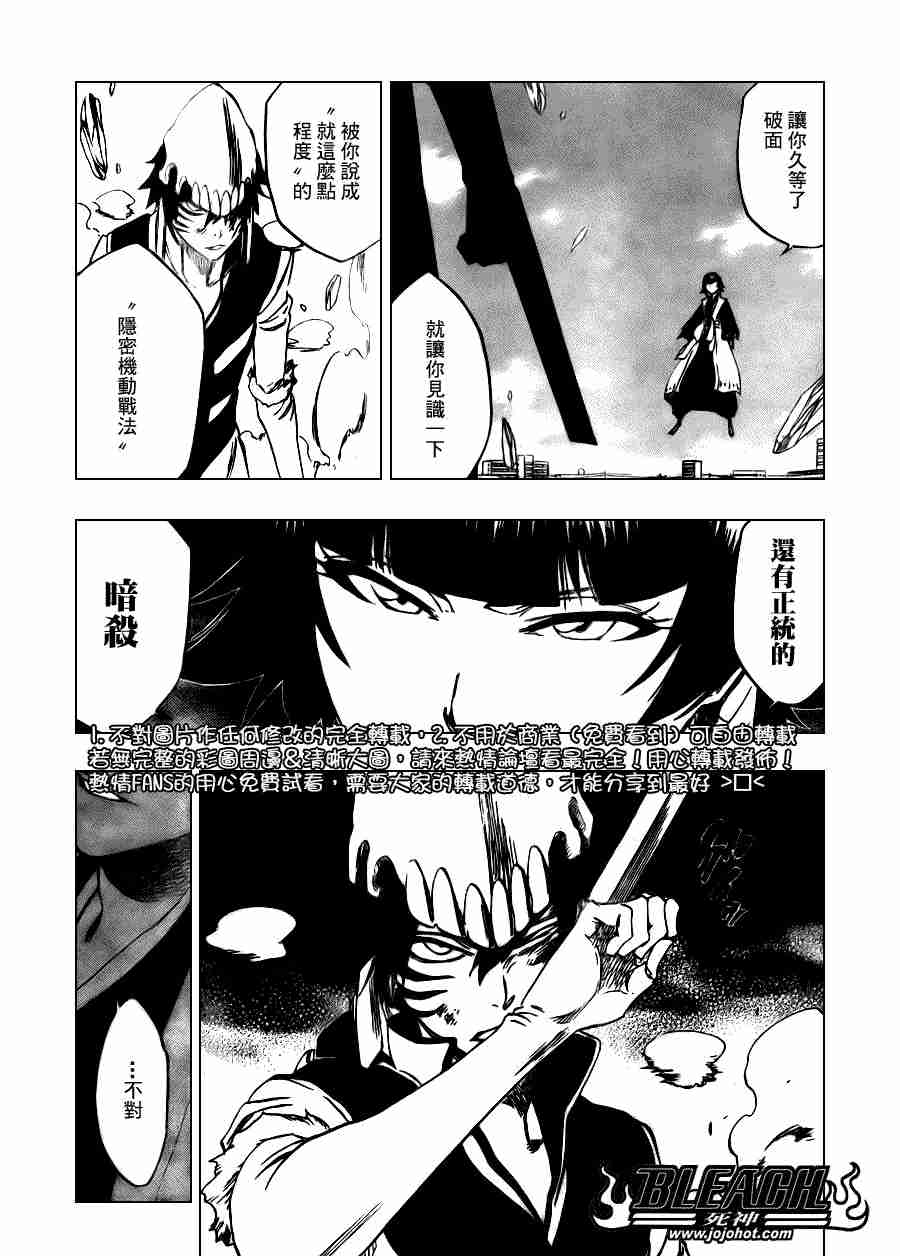 讓你久等了
破面
就讓你見識一下
被你說成
〝就這麼點
程度〞的
〝隱密機動戰法〞
還有正統的
暗殺
1. 不對圖片作任何修改的完全轉載，2. 不用於商業（免費看到）可自由轉載
若無完整的彩圖周邊&清晰大圖，請來熱情論壇看最完全！用心轉載發佈！
熱情FANS的用心免費試看，需要大家的轉載道德，才能分享到最好 >□<
…不對
BLEACH
死神
www.jojohot.com